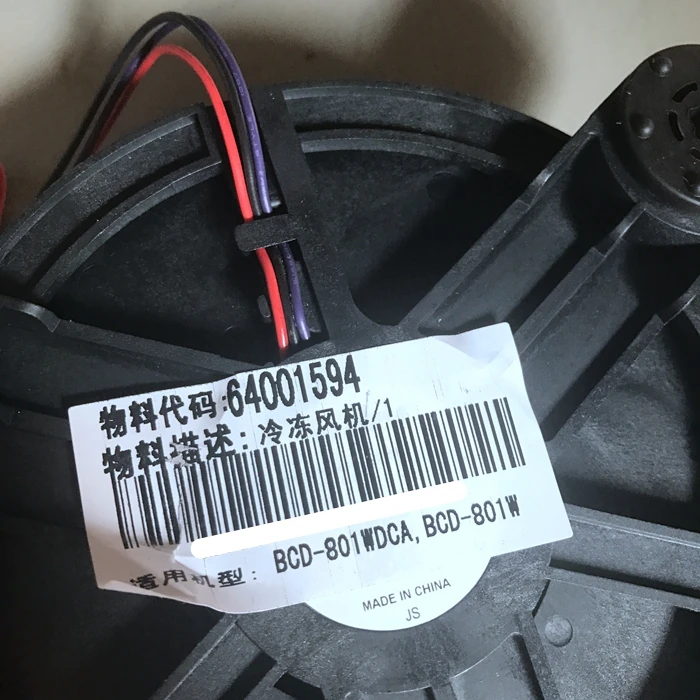 物料代码:64001594
物料描述:冷冻风机/1
适用机型: BCD-801WDCA,BCD-801W
MADE IN CHINA
JS